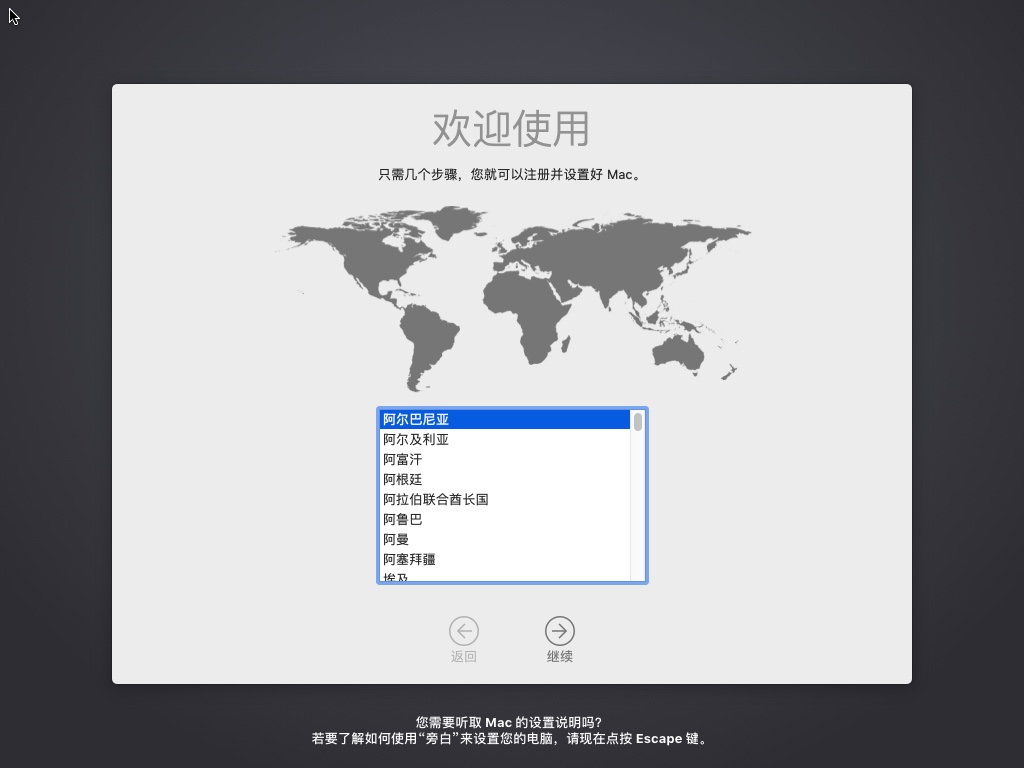 欢迎使用
只需几个步骤，您就可以注册并设置好 Mac。
阿尔巴尼亚
阿尔及利亚
阿富汗
阿根廷
阿拉伯联合酋长国
阿鲁巴
阿曼
阿塞拜疆
埃及
返回
继续
您需要听取 Mac 的设置说明吗？
若要了解如何使用“旁白”来设置您的电脑，请现在点按 Escape 键。